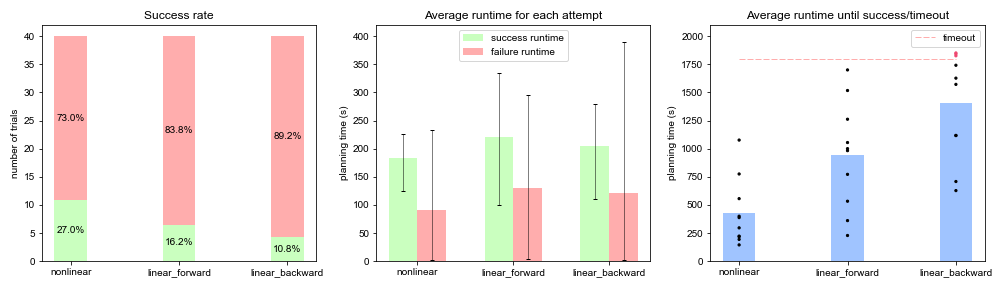 Success rate
number of trials
40
35
30
25
20
15
10
5
0
73.0%
83.8%
89.2%
27.0%
16.2%
10.8%
nonlinear
linear_forward
linear_backward
Average runtime for each attempt
planning time (s)
400
350
300
250
200
150
100
50
0
success runtime
failure runtime
nonlinear
linear_forward
linear_backward
Average runtime until success/timeout
planning time (s)
2000
1750
1500
1250
1000
750
500
250
0
timeout
nonlinear
linear_forward
linear_backward